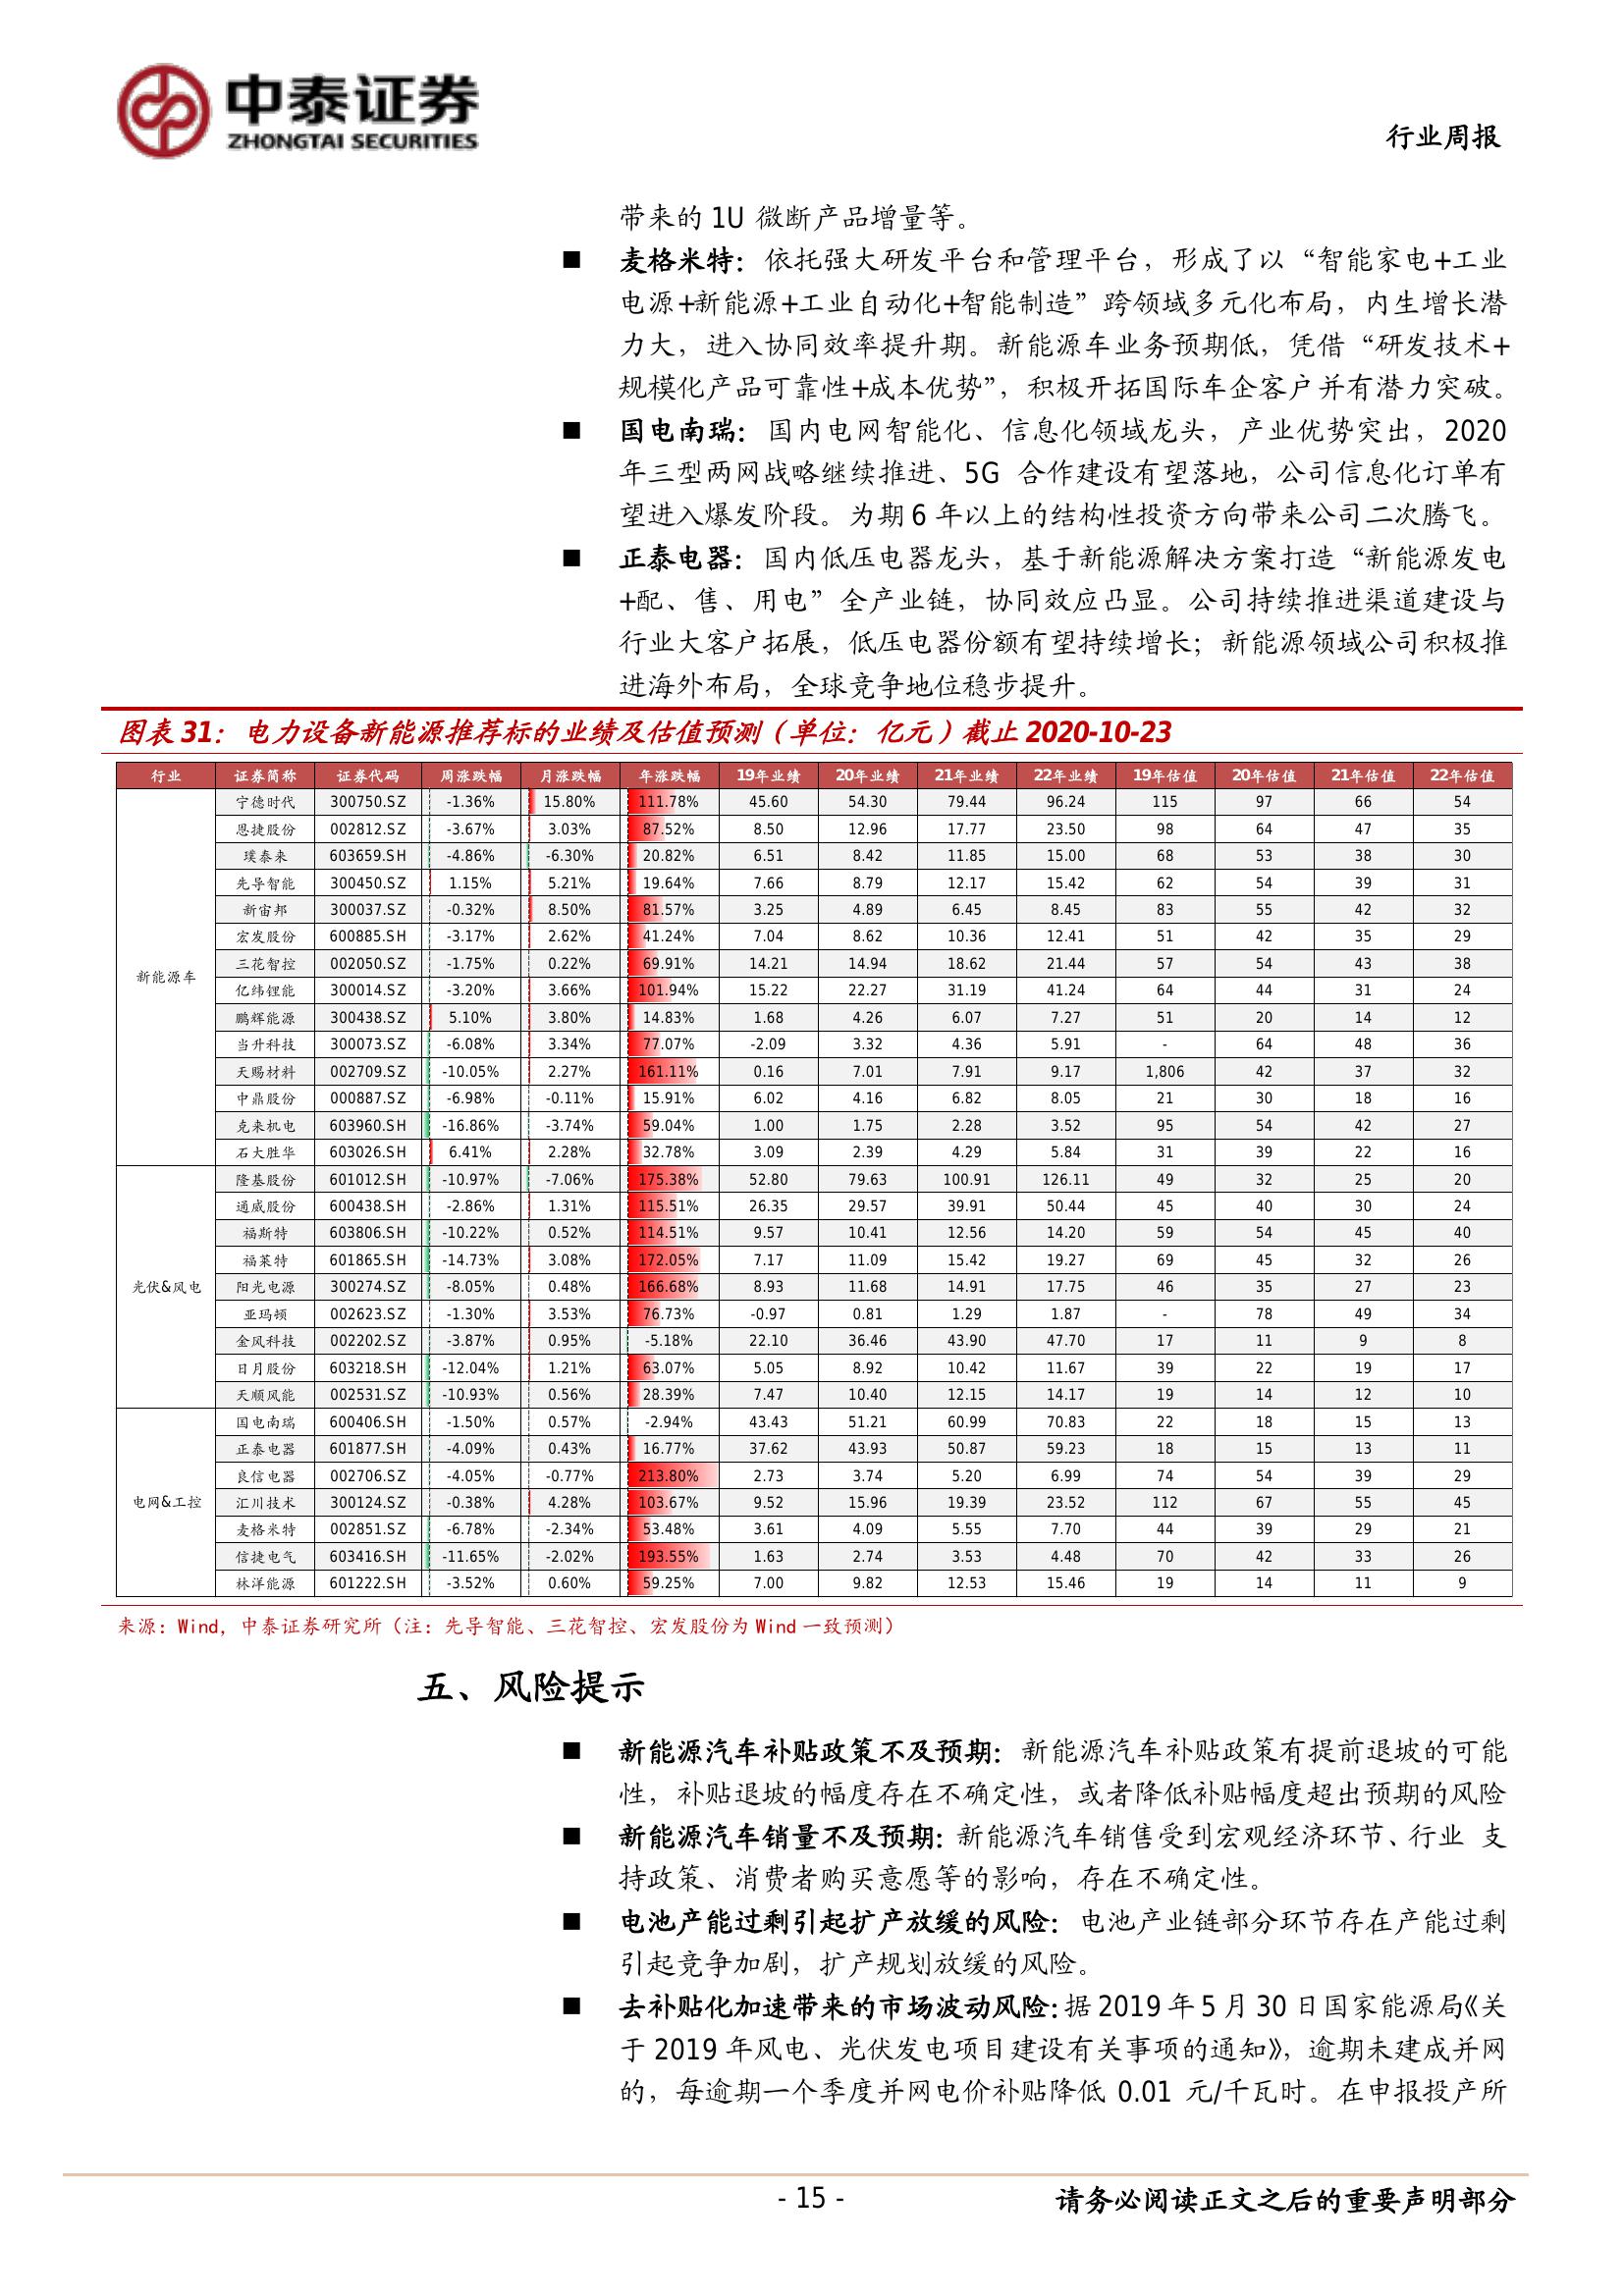 中泰证券
ZHONGTAI SECURITIES
行业周报
带来的 1U 微断产品增量等。
■ 麦格米特：依托强大研发平台和管理平台，形成了以“智能家电+工业
电源+新能源+工业自动化+智能制造”跨领域多元化布局，内生增长潜
力大，进入协同效率提升期。新能源车业务预期低，凭借“研发技术+
规模化产品可靠性+成本优势”，积极开拓国际车企客户并有潜力突破。
■ 国电南瑞：国内电网智能化、信息化领域龙头，产业优势突出，2020
年三型两网战略继续推进、5G 合作建设有望落地，公司信息化订单有
望进入爆发阶段。为期 6 年以上的结构性投资方向带来公司二次腾飞。
■ 正泰电器：国内低压电器龙头，基于新能源解决方案打造“新能源发电
+配、售、用电”全产业链，协同效应凸显。公司持续推进渠道建设与
行业大客户拓展，低压电器份额有望持续增长；新能源领域公司积极推
进海外布局，全球竞争地位稳步提升。
图表 31：电力设备新能源推荐标的业绩及估值预测（单位：亿元）截止 2020-10-23
行业 证券简称 证券代码 周涨跌幅 月涨跌幅 年涨跌幅 19年业绩 20年业绩 21年业绩 22年业绩 19年估值 20年估值 21年估值 22年估值
宁德时代 300750.SZ -1.36% 15.80% 111.78% 45.60 54.30 79.44 96.24 115 97 66 54
恩捷股份 002812.SZ -3.67% 3.03% 87.52% 8.50 12.96 17.77 23.50 98 64 47 35
璞泰来 603659.SH -4.86% -6.30% 20.82% 6.51 8.42 11.85 15.00 68 53 38 30
先导智能 300450.SZ 1.15% 5.21% 19.64% 7.66 8.79 12.17 15.42 62 54 39 31
新宙邦 300037.SZ -0.32% 8.50% 81.57% 3.25 4.89 6.45 8.45 83 55 42 32
宏发股份 600885.SH -3.17% 2.62% 41.24% 7.04 8.62 10.36 12.41 51 42 35 29
三花智控 002050.SZ -1.75% 0.22% 69.91% 14.21 14.94 18.62 21.44 57 54 43 38
新能源车
亿纬锂能 300014.SZ -3.20% 3.66% 101.94% 15.22 22.27 31.19 41.24 64 44 31 24
鹏辉能源 300438.SZ 5.10% 3.80% 14.83% 1.68 4.26 6.07 7.27 51 20 14 12
当升科技 300073.SZ -6.08% 3.34% 77.07% -2.09 3.32 4.36 5.91 - 64 48 36
天赐材料 002709.SZ -10.05% 2.27% 161.11% 0.16 7.01 7.91 9.17 1,806 42 37 32
中鼎股份 000887.SZ -6.98% -0.11% 15.91% 6.02 4.16 6.82 8.05 21 30 18 16
克来机电 603960.SH -16.86% -3.74% 59.04% 1.00 1.75 2.28 3.52 95 54 42 27
石大胜华 603026.SH 6.41% 2.28% 32.78% 3.09 2.39 4.29 5.84 31 39 22 16
隆基股份 601012.SH -10.97% -7.06% 175.38% 52.80 79.63 100.91 126.11 49 32 25 20
通威股份 600438.SH -2.86% 1.31% 115.51% 26.35 29.57 39.91 50.44 45 40 30 24
福斯特 603806.SH -10.22% 0.52% 114.51% 9.57 10.41 12.56 14.20 59 54 45 40
福莱特 601865.SH -14.73% 3.08% 172.05% 7.17 11.09 15.42 19.27 69 45 32 26
光伏&风电 阳光电源 300274.SZ -8.05% 0.48% 166.68% 8.93 11.68 14.91 17.75 46 35 27 23
亚玛顿 002623.SZ -1.30% 3.53% 76.73% -0.97 0.81 1.29 1.87 - 78 49 34
金风科技 002202.SZ -3.87% 0.95% -5.18% 22.10 36.46 43.90 47.70 17 11 9 8
日月股份 603218.SH -12.04% 1.21% 63.07% 5.05 8.92 10.42 11.67 39 22 19 17
天顺风能 002531.SZ -10.93% 0.56% 28.39% 7.47 10.40 12.15 14.17 19 14 12 10
国电南瑞 600406.SH -1.50% 0.57% -2.94% 43.43 51.21 60.99 70.83 22 18 15 13
正泰电器 601877.SH -4.09% 0.43% 16.77% 37.62 43.93 50.87 59.23 18 15 13 11
良信电器 002706.SZ -4.05% -0.77% 213.80% 2.73 3.74 5.20 6.99 74 54 39 29
电网&工控 汇川技术 300124.SZ -0.38% 4.28% 103.67% 9.52 15.96 19.39 23.52 112 67 55 45
麦格米特 002851.SZ -6.78% -2.34% 53.48% 3.61 4.09 5.55 7.70 44 39 29 21
信捷电气 603416.SH -11.65% -2.02% 193.55% 1.63 2.74 3.53 4.48 70 42 33 26
林洋能源 601222.SH -3.52% 0.60% 59.25% 7.00 9.82 12.53 15.46 19 14 11 9
来源：Wind，中泰证券研究所（注：先导智能、三花智控、宏发股份为 Wind 一致预测）
五、风险提示
■ 新能源汽车补贴政策不及预期：新能源汽车补贴政策有提前退坡的可能
性，补贴退坡的幅度存在不确定性，或者降低补贴幅度超出预期的风险
■ 新能源汽车销量不及预期：新能源汽车销售受到宏观经济环节、行业 支
持政策、消费者购买意愿等的影响，存在不确定性。
■ 电池产能过剩引起扩产放缓的风险：电池产业链部分环节存在产能过剩
引起竞争加剧，扩产规划放缓的风险。
■ 去补贴化加速带来的市场波动风险：据 2019 年 5 月 30 日国家能源局《关
于 2019 年风电、光伏发电项目建设有关事项的通知》，逾期未建成并网
的，每逾期一个季度并网电价补贴降低 0.01 元/千瓦时。在申报投产所
- 15 -
请务必阅读正文之后的重要声明部分